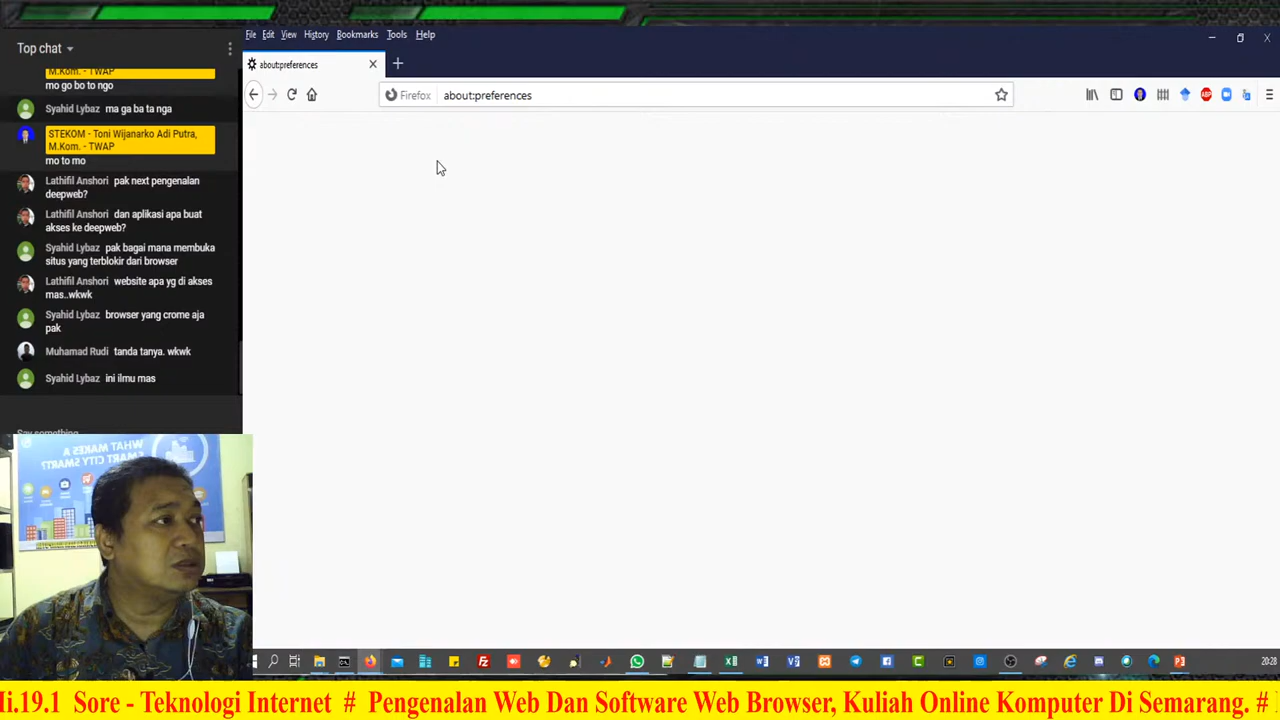 File Edit View History Bookmarks Tools Help
Top chat
about:preferences
Firefox about:preferences
M.Kom. - TWAP
mo go bo to ngo
Syahid Lybaz ma ga ba ta nga
STEKOM - Toni Wijanarko Adi Putra,
M.Kom. - TWAP
mo to mo
Lathifil Anshori pak next pengenalan
deepweb?
Lathifil Anshori dan aplikasi apa buat
akses ke deepweb?
Syahid Lybaz pak bagai mana membuka
situs yang terblokir dari browser
Lathifil Anshori website apa yg di akses
mas..wkwk
Syahid Lybaz browser yang crome aja
pak
Muhamad Rudi tanda tanya. wkwk
Syahid Lybaz ini ilmu mas
Say something
WHAT MAKES A
SMART CITY SMART?
20:28
Hi.19.1 Sore - Teknologi Internet # Pengenalan Web Dan Software Web Browser, Kuliah Online Komputer Di Semarang. #